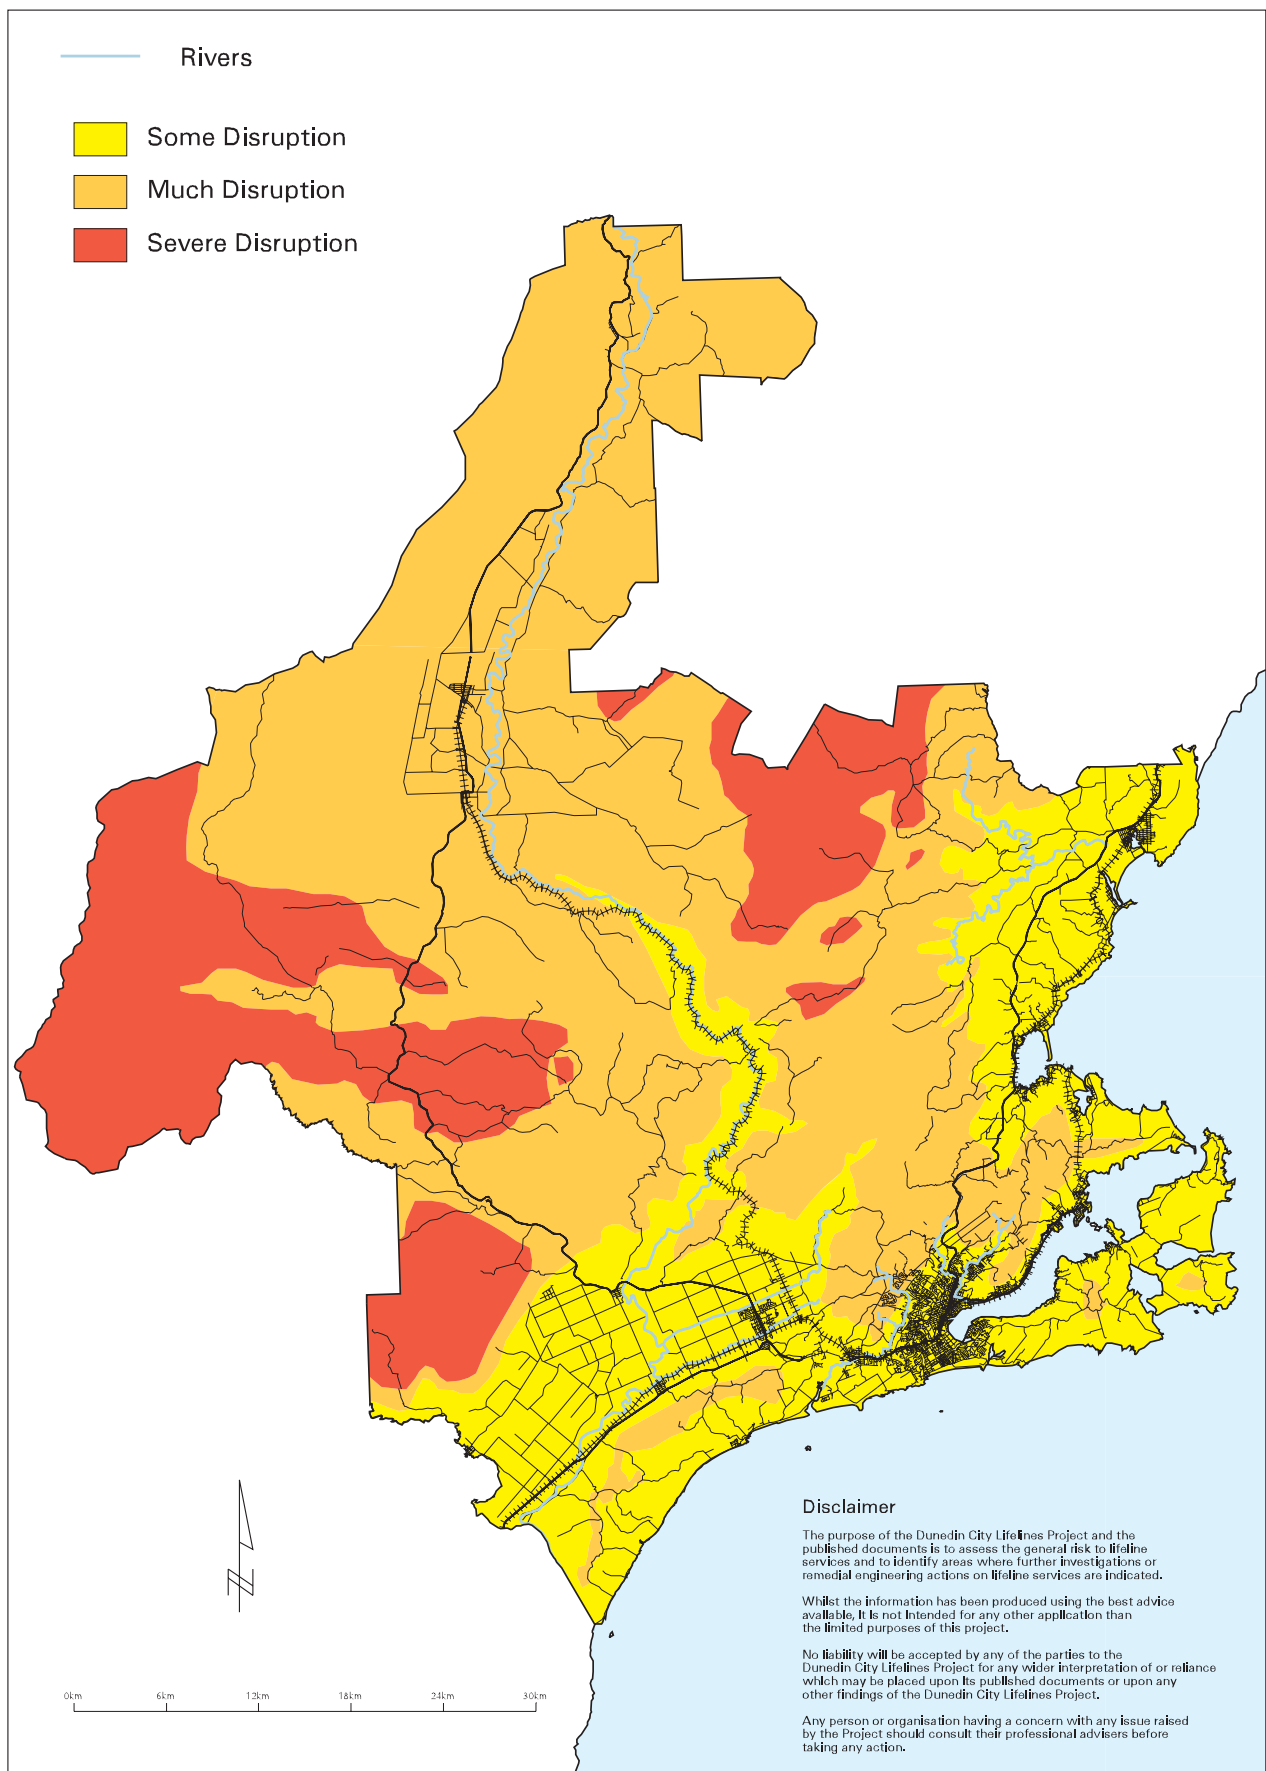 Rivers
Some Disruption
Much Disruption
Severe Disruption
Disclaimer
The purpose of the Dunedin City Lifelines Project and the
published documents is to assess the general risk to lifeline
services and to identify areas where further investigations or
remedial engineering actions on lifeline services are indicated.
Whilst the information has been produced using the best advice
available, it is not intended for any other application than
the limited purposes of this project.
No liability will be accepted by any of the parties to the
Dunedin City Lifelines Project for any wider interpretation of or reliance
which may be placed upon its published documents or upon any
other findings of the Dunedin City Lifelines Project.
Any person or organisation having a concern with any issue raised
by the Project should consult their professional advisers before
taking any action.
N
0km 6km 12km 18km 24km 30km